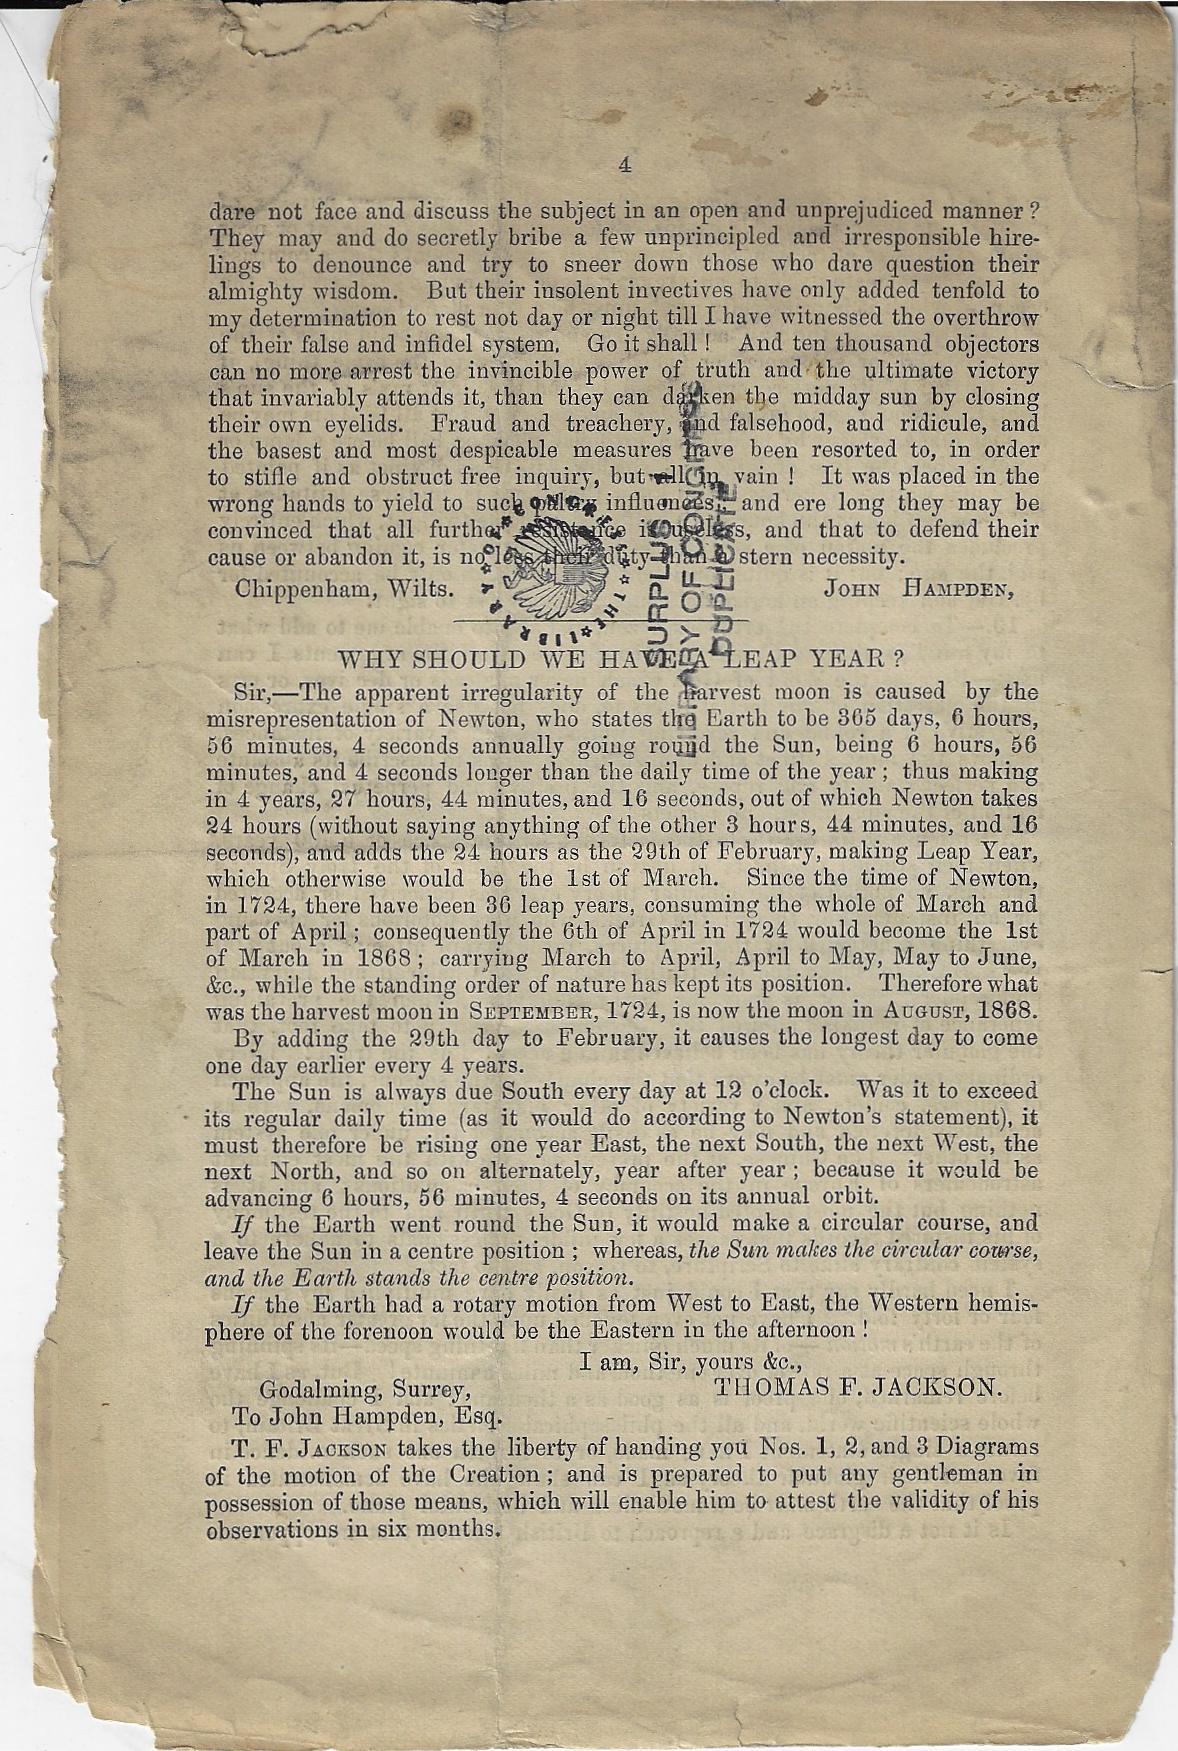 4
dare not face and discuss the subject in an open and unprejudiced manner ?
They may and do secretly bribe a few unprincipled and irresponsible hire-
lings to denounce and try to sneer down those who dare question their
almighty wisdom. But their insolent invectives have only added tenfold to
my determination to rest not day or night till I have witnessed the overthrow
of their false and infidel system. Go it shall ! And ten thousand objectors
can no more arrest the invincible power of truth and the ultimate victory
that invariably attends it, than they can darken the midday sun by closing
their own eyelids. Fraud and treachery, and falsehood, and ridicule, and
the basest and most despicable measures have been resorted to, in order
to stifle and obstruct free inquiry, but all in vain ! It was placed in the
wrong hands to yield to such paltry influences, and ere long they may be
convinced that all further resistance is useless, and that to defend their
cause or abandon it, is no less their duty than a stern necessity.
Chippenham, Wilts. JOHN HAMPDEN,
LIBRARY OF CONGRESS
THE LIBRARY OF CONGRESS
SURPLUS 1
LIBRARY OF CONGRESS
DUPLICATE
WHY SHOULD WE HAVE A LEAP YEAR ?
Sir,—The apparent irregularity of the harvest moon is caused by the
misrepresentation of Newton, who states the Earth to be 365 days, 6 hours,
56 minutes, 4 seconds annually going round the Sun, being 6 hours, 56
minutes, and 4 seconds longer than the daily time of the year ; thus making
in 4 years, 27 hours, 44 minutes, and 16 seconds, out of which Newton takes
24 hours (without saying anything of the other 3 hours, 44 minutes, and 16
seconds), and adds the 24 hours as the 29th of February, making Leap Year,
which otherwise would be the 1st of March. Since the time of Newton,
in 1724, there have been 36 leap years, consuming the whole of March and
part of April ; consequently the 6th of April in 1724 would become the 1st
of March in 1868 ; carrying March to April, April to May, May to June,
&c., while the standing order of nature has kept its position. Therefore what
was the harvest moon in SEPTEMBER, 1724, is now the moon in AUGUST, 1868.
By adding the 29th day to February, it causes the longest day to come
one day earlier every 4 years.
The Sun is always due South every day at 12 o'clock. Was it to exceed
its regular daily time (as it would do according to Newton's statement), it
must therefore be rising one year East, the next South, the next West, the
next North, and so on alternately, year after year ; because it would be
advancing 6 hours, 56 minutes, 4 seconds on its annual orbit.
If the Earth went round the Sun, it would make a circular course, and
leave the Sun in a centre position ; whereas, the Sun makes the circular course,
and the Earth stands the centre position.
If the Earth had a rotary motion from West to East, the Western hemis-
phere of the forenoon would be the Eastern in the afternoon !
I am, Sir, yours &c.,
Godalming, Surrey, THOMAS F. JACKSON.
To John Hampden, Esq.
T. F. JACKSON takes the liberty of handing you Nos. 1, 2, and 3 Diagrams
of the motion of the Creation ; and is prepared to put any gentleman in
possession of those means, which will enable him to attest the validity of his
observations in six months.